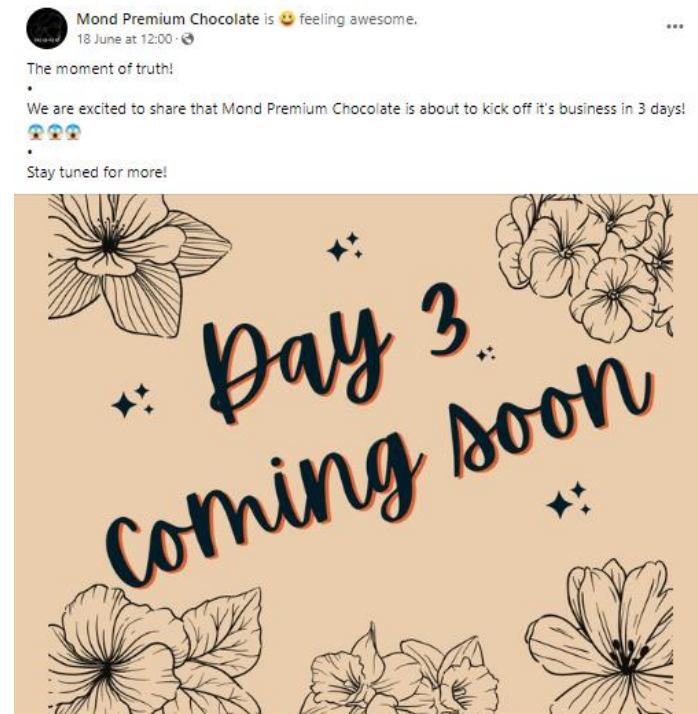 Mond Premium Chocolate is 😀 feeling awesome.
18 June at 12:00 ·
The moment of truth!
•
We are excited to share that Mond Premium Chocolate is about to kick off it's business in 3 days!
😱😱😱
•
Stay tuned for more!
Day 3
coming soon